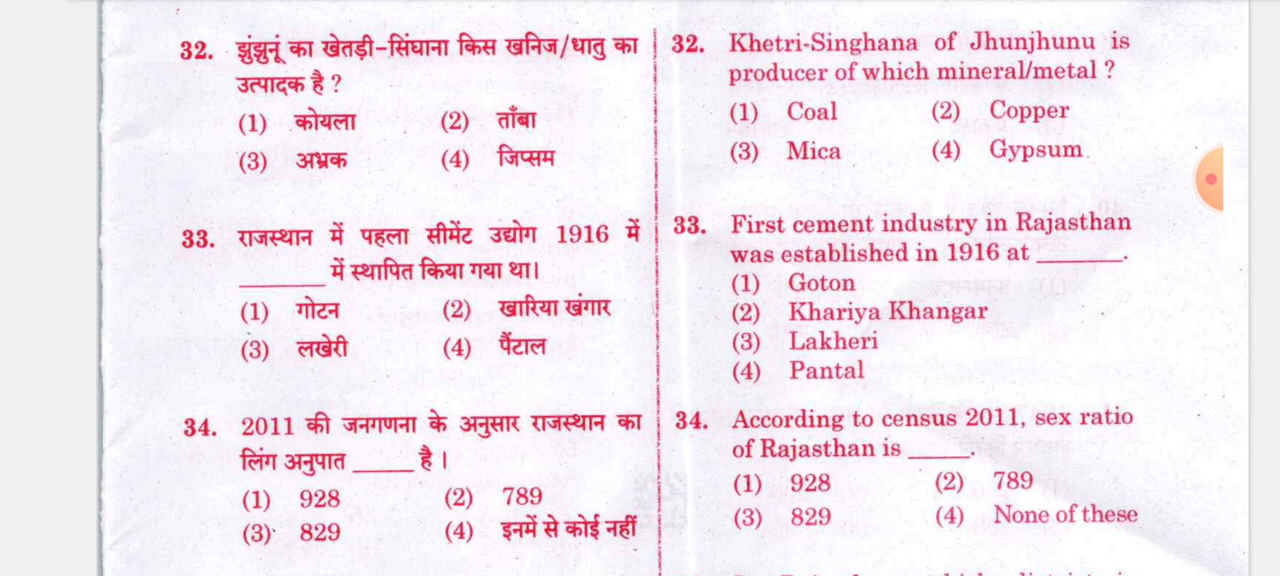 32. झुंझुनूं का खेतड़ी-सिंघाना किस खनिज/धातु का
उत्पादक है ?
(1) कोयला (2) ताँबा
(3) अभ्रक (4) जिप्सम
33. राजस्थान में पहला सीमेंट उद्योग 1916 में
______ में स्थापित किया गया था।
(1) गोटन (2) खारिया खंगार
(3) लखेरी (4) पैंटाल
34. 2011 की जनगणना के अनुसार राजस्थान का
लिंग अनुपात ____ है।
(1) 928 (2) 789
(3) 829 (4) इनमें से कोई नहीं
32. Khetri-Singhana of Jhunjhunu is
producer of which mineral/metal ?
(1) Coal (2) Copper
(3) Mica (4) Gypsum
33. First cement industry in Rajasthan
was established in 1916 at ______.
(1) Goton
(2) Khariya Khangar
(3) Lakheri
(4) Pantal
34. According to census 2011, sex ratio
of Rajasthan is ____.
(1) 928 (2) 789
(3) 829 (4) None of these